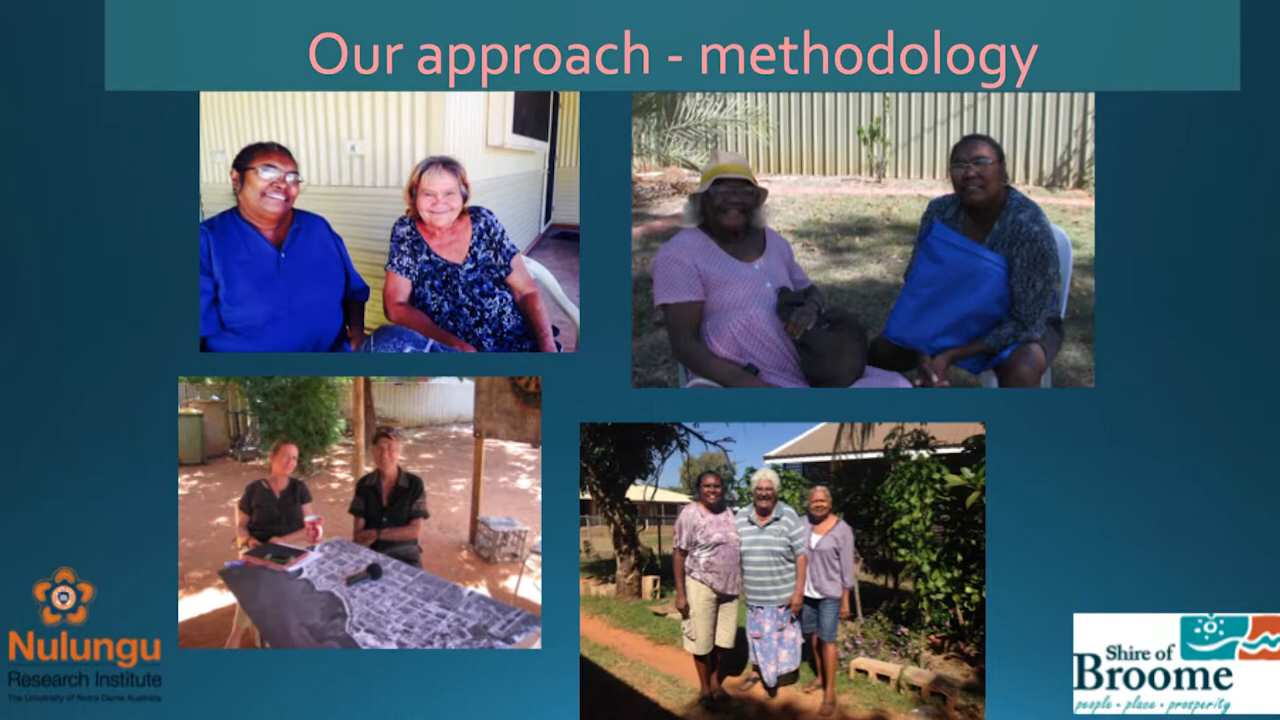 Our approach - methodology
Nulungu
Research Institute
The University of Notre Dame Australia
Shire of
Broome
people • place • prosperity